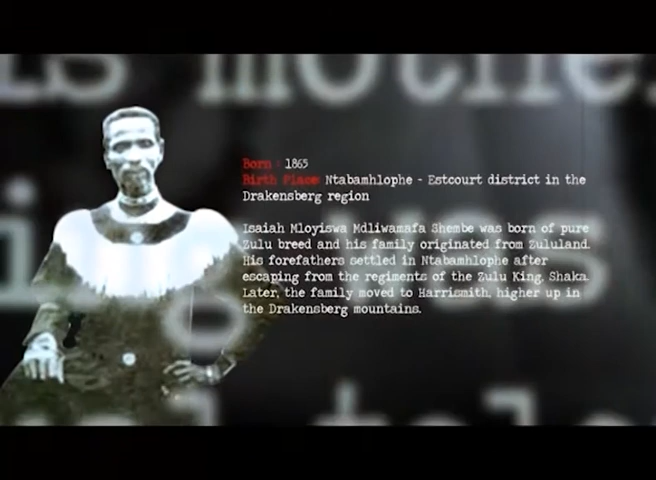 is mothe
Born : 1865
Birth Place: Ntabamhlophe - Estcourt district in the
Drakensberg region
Isaiah Mloyiswa Mdliwamafa Shembe was born of pure
Zulu breed and his family originated from Zululand.
His forefathers settled in Ntabamhlophe after
escaping from the regiments of the Zulu King, Shaka.
Later, the family moved to Harrismith, higher up in
the Drakensberg mountains.